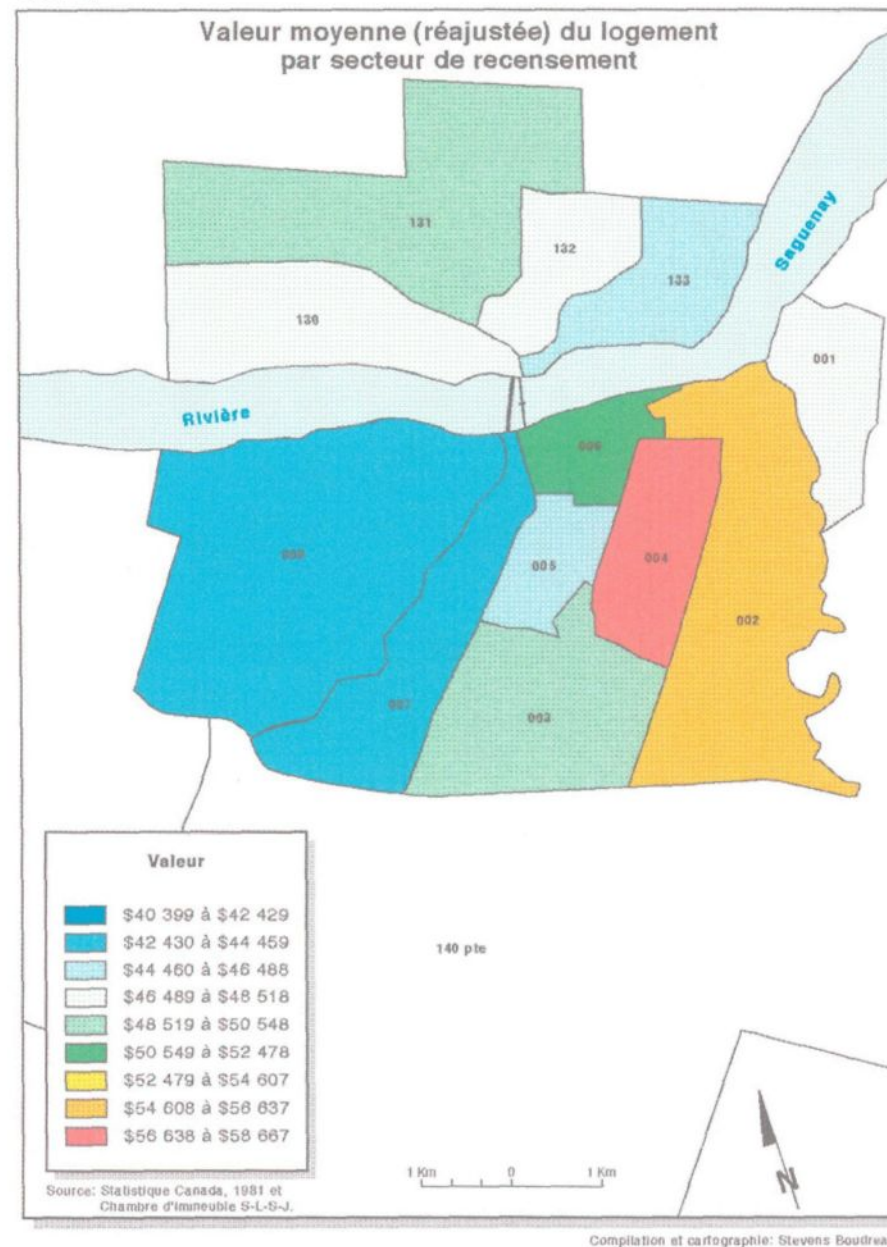 Valeur moyenne (réajustée) du logement
par secteur de recensement
131
132
133
Saguenay
136
001
Rivière
006
005
004
002
007
003
Valeur
$40 399 à $42 429
$42 430 à $44 459
$44 460 à $46 488
$46 489 à $48 518
$48 519 à $50 548
$50 549 à $52 478
$52 479 à $54 607
$54 608 à $56 637
$56 638 à $58 667
140 pte
1 Km 0 1 Km
N
Source: Statistique Canada, 1981 et
Chambre d'immeuble S-L-S-J.
Compilation et cartographie: Stevens Boudrea